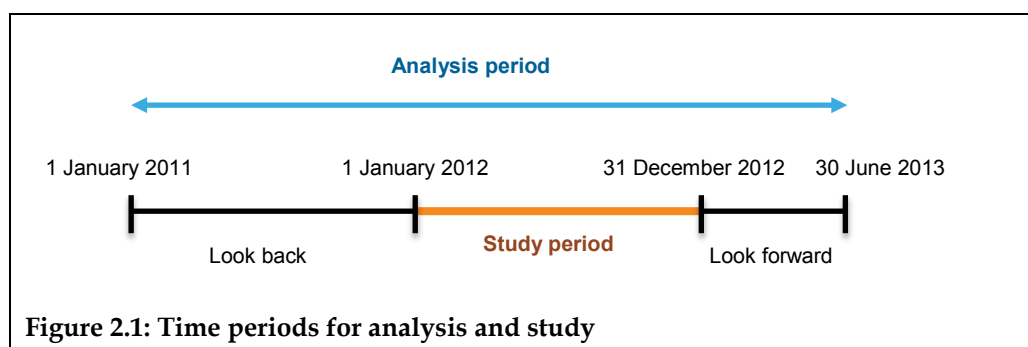 Analysis period
1 January 2011 1 January 2012 31 December 2012 30 June 2013
Look back Study period Look forward
Figure 2.1: Time periods for analysis and study